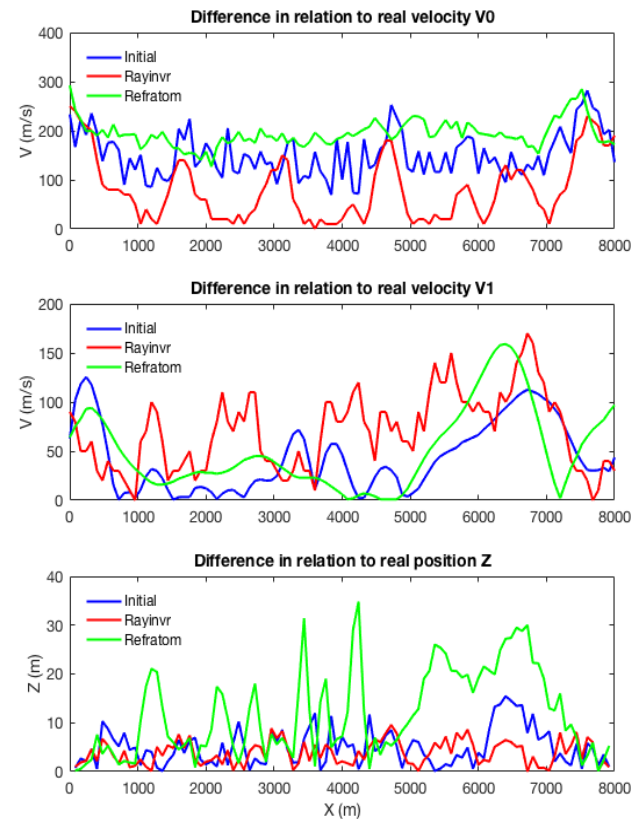 Difference in relation to real velocity V0
400
300
200
100
0
V (m/s)
Initial
Rayinvr
Refratom
0 1000 2000 3000 4000 5000 6000 7000 8000
Difference in relation to real velocity V1
200
150
100
50
0
V (m/s)
Initial
Rayinvr
Refratom
0 1000 2000 3000 4000 5000 6000 7000 8000
Difference in relation to real position Z
40
30
20
10
0
Z (m)
Initial
Rayinvr
Refratom
0 1000 2000 3000 4000 5000 6000 7000 8000
X (m)